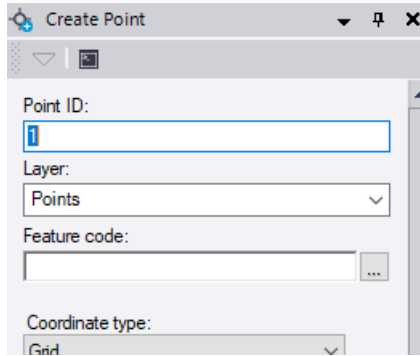 Create Point
Point ID:
1
Layer:
Points
Feature code:
...
Coordinate type:
Grid